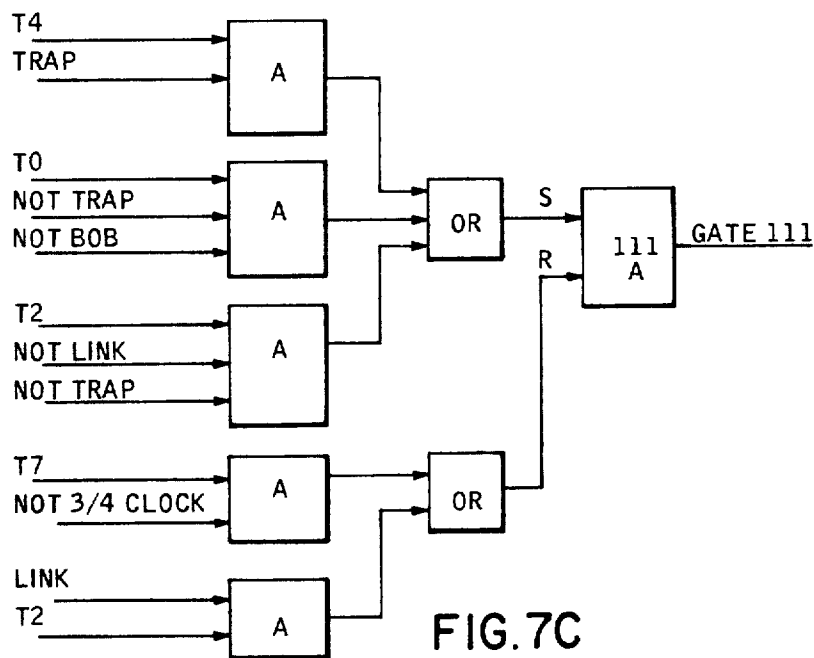 T4
TRAP
A
T0
NOT TRAP
NOT BOB
A
T2
NOT LINK
NOT TRAP
A
OR
S
R
111
A
GATE 111
T7
NOT 3/4 CLOCK
A
OR
LINK
T2
A
FIG.7C